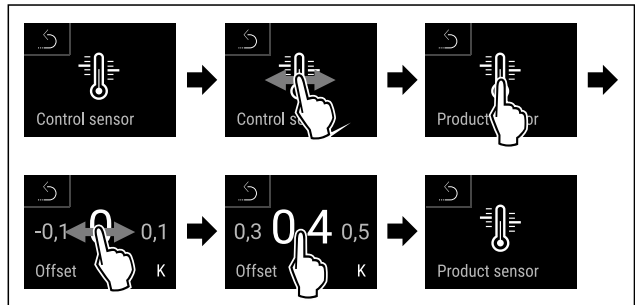 Control sensor
Control
Product
-0,1 0 0,1
Offset K
0,3 0,4 0,5
Offset K
Product sensor